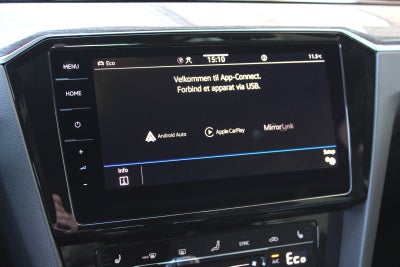 MENU
Eco 15:10 11.5°C
Velkommen til App-Connect.
HOME
Forbind et apparat via USB.
Android Auto Apple CarPlay MirrorLink
Setup
Info
SYNC A/C Eco